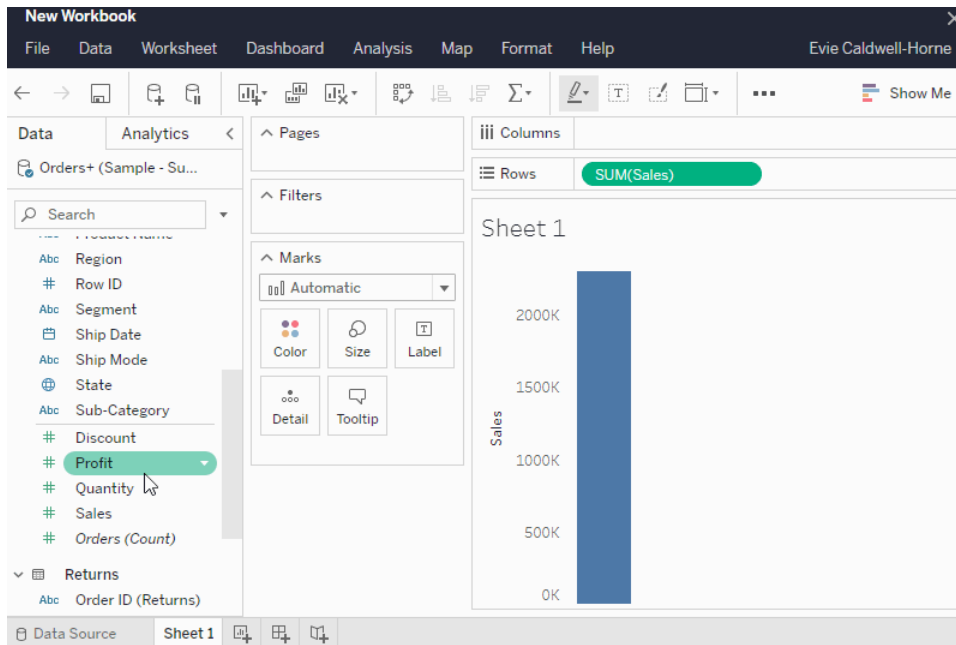 New Workbook
File Data Worksheet Dashboard Analysis Map Format Help Evie Caldwell-Horne
Show Me
Data Analytics
Orders+ (Sample - Su...
Search
Product Name
Abc Region
# Row ID
Abc Segment
Ship Date
Abc Ship Mode
State
Abc Sub-Category
# Discount
# Profit
# Quantity
# Sales
# Orders (Count)
Returns
Abc Order ID (Returns)
Pages
Filters
Marks
Automatic
Color Size Label
Detail Tooltip
Columns
Rows SUM(Sales)
Sheet 1
2000K
1500K
1000K
500K
0K
Sales
Data Source Sheet 1